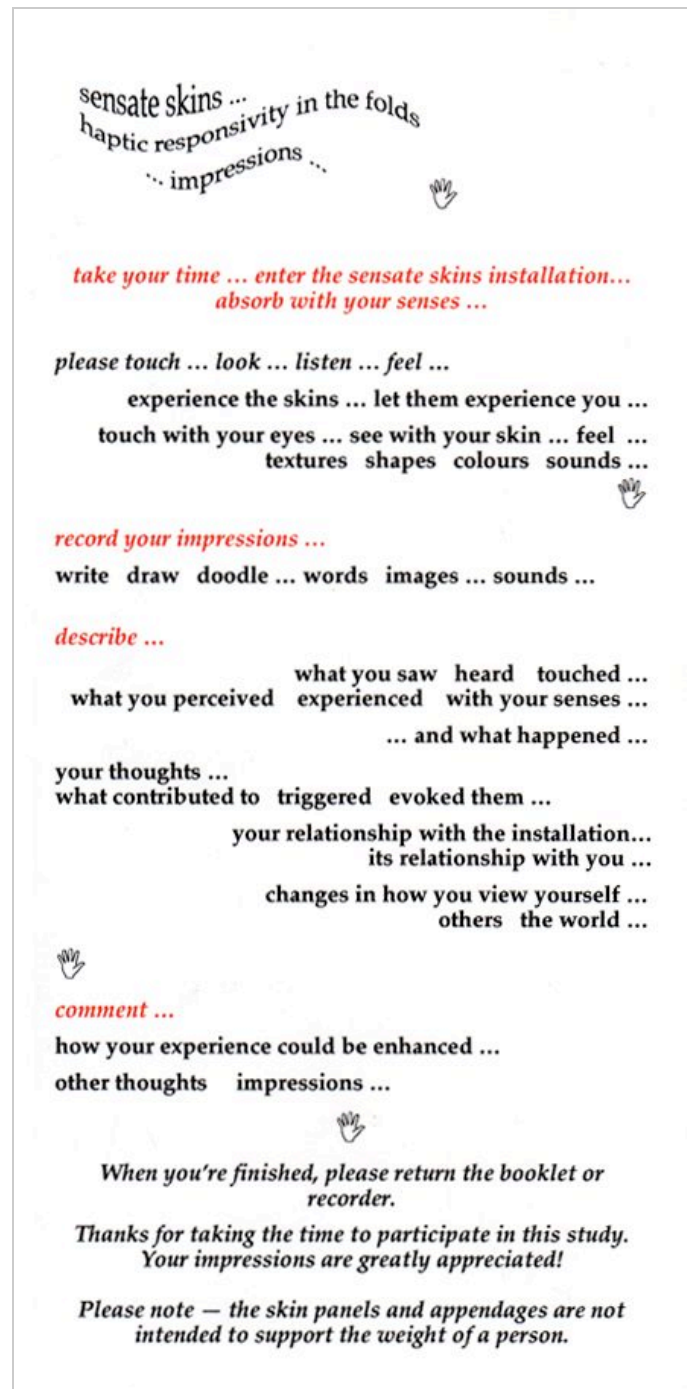 sensate skins ...
haptic responsivity in the folds
... impressions ...
take your time ... enter the sensate skins installation...
absorb with your senses ...
please touch ... look ... listen ... feel ...
experience the skins ... let them experience you ...
touch with your eyes ... see with your skin ... feel ...
textures shapes colours sounds ...
record your impressions ...
write draw doodle ... words images ... sounds ...
describe ...
what you saw heard touched ...
what you perceived experienced with your senses ...
... and what happened ...
your thoughts ...
what contributed to triggered evoked them ...
your relationship with the installation...
its relationship with you ...
changes in how you view yourself ...
others the world ...
comment ...
how your experience could be enhanced ...
other thoughts impressions ...
When you're finished, please return the booklet or
recorder.
Thanks for taking the time to participate in this study.
Your impressions are greatly appreciated!
Please note — the skin panels and appendages are not
intended to support the weight of a person.